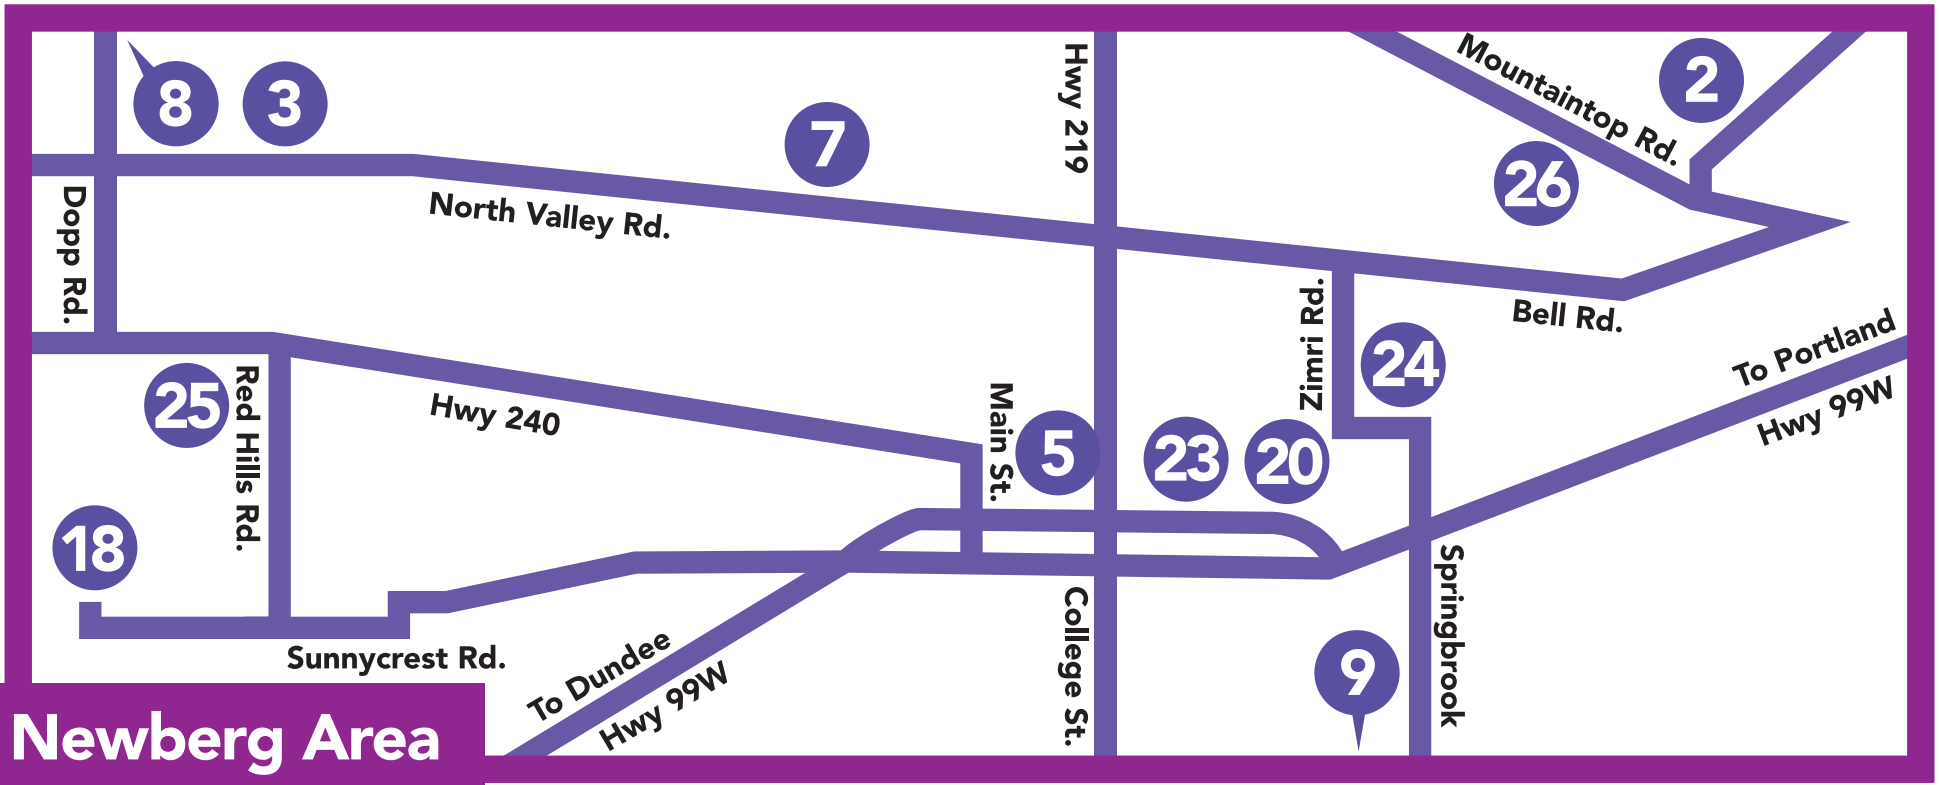 8
3
7
Hwy 219
Mountaintop Rd.
2
26
Dopp Rd.
North Valley Rd.
Zimri Rd.
Bell Rd.
24
To Portland
Hwy 99W
25
Red Hills Rd.
Hwy 240
Main St.
5
23
20
18
Sunnycrest Rd.
To Dundee
Hwy 99W
College St.
9
Springbrook
Newberg Area